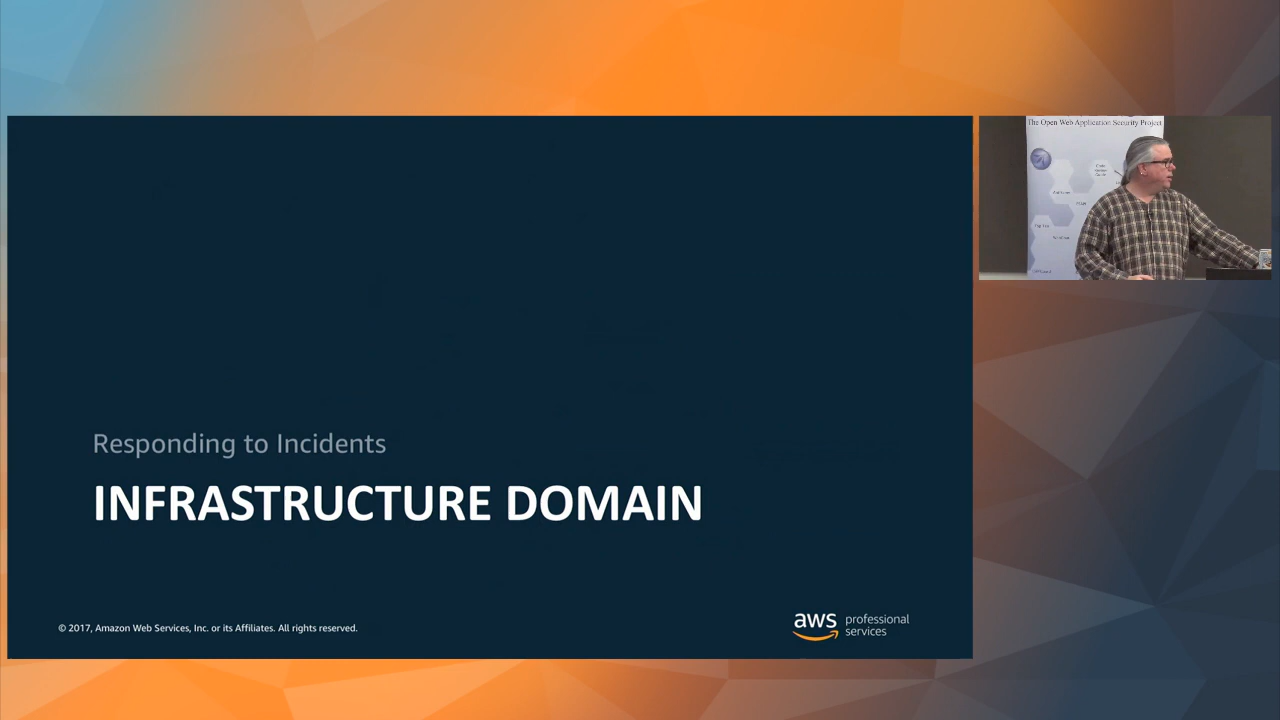 Responding to Incidents
INFRASTRUCTURE DOMAIN
© 2017, Amazon Web Services, Inc. or its Affiliates. All rights reserved.
aws professional
services
The Open Web Application Security Project